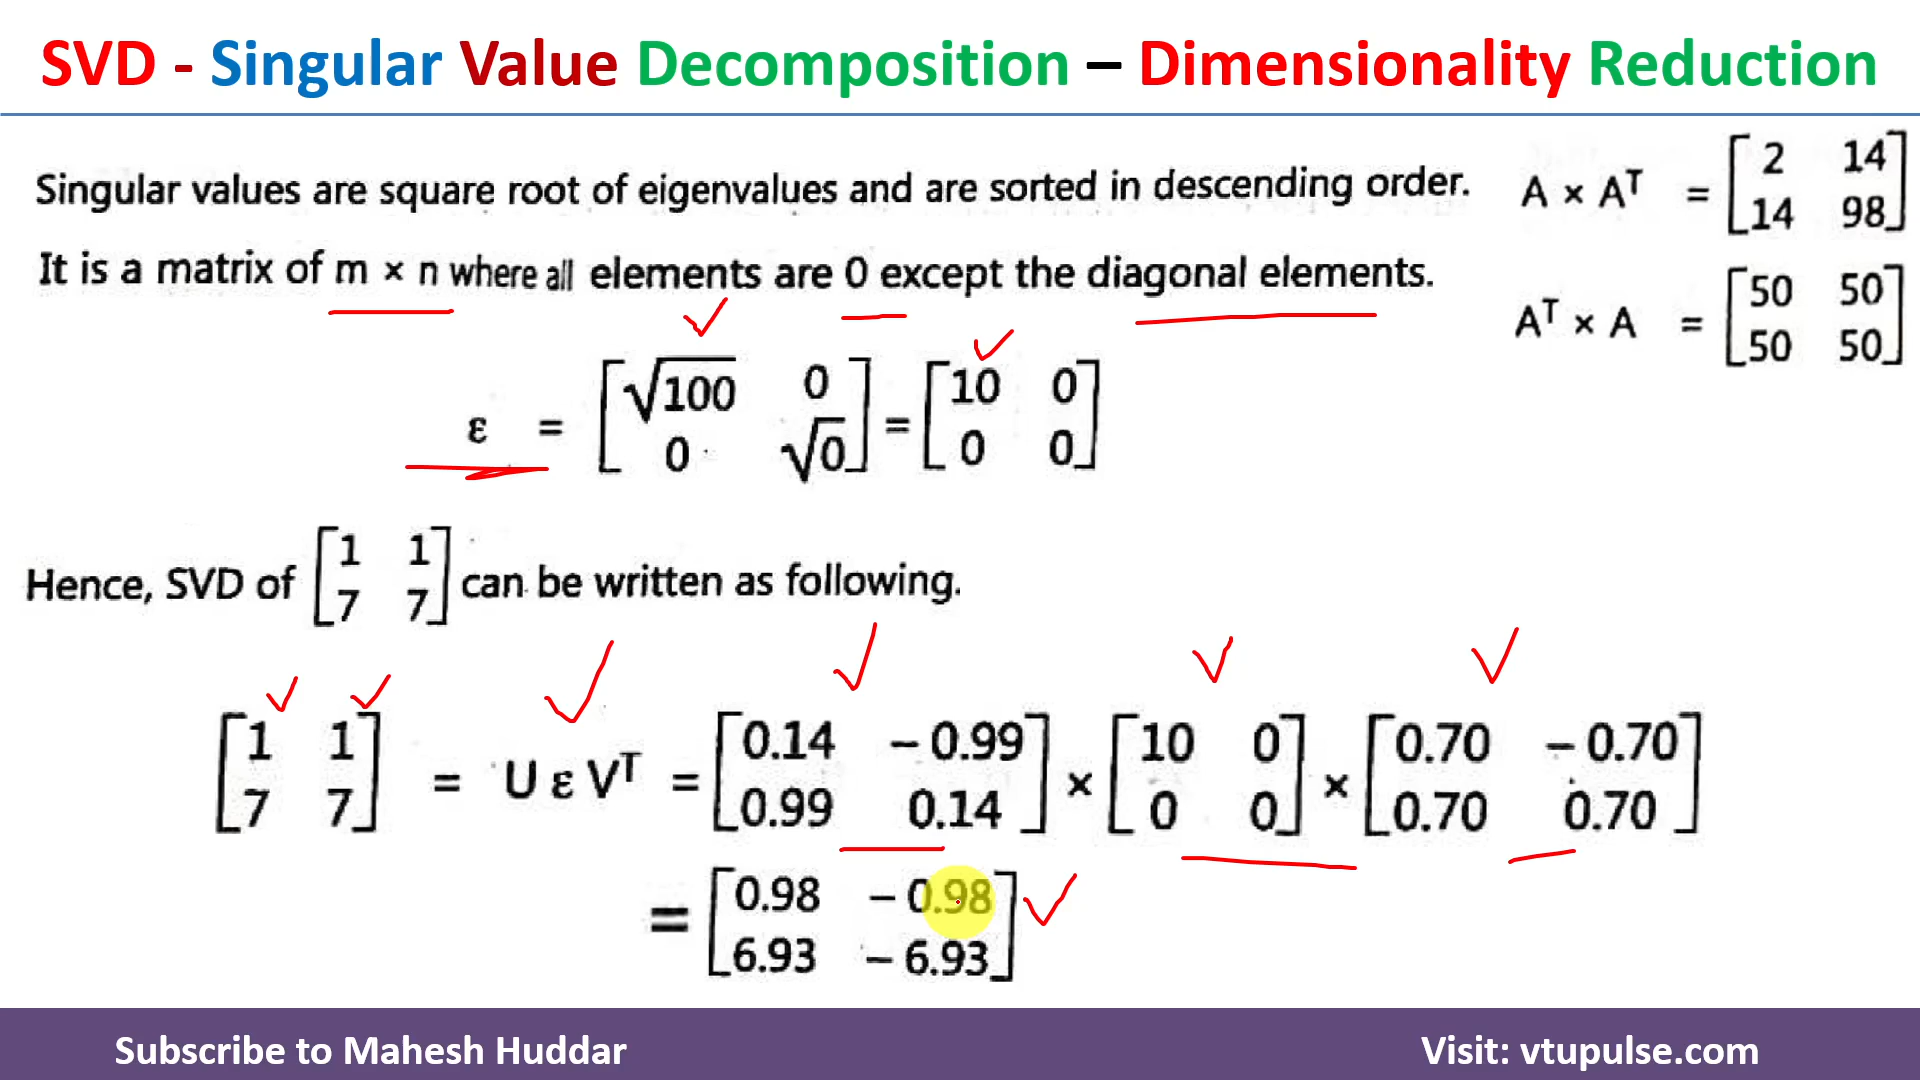 SVD - Singular Value Decomposition – Dimensionality Reduction
Singular values are square root of eigenvalues and are sorted in descending order.
It is a matrix of m × n where all elements are 0 except the diagonal elements.
A × Aᵀ = [2 14
14 98]
Aᵀ × A = [50 50
50 50]
ε = [√100 0
0 √0] = [10 0
0 0]
Hence, SVD of [1 1
7 7] can be written as following.
[1 1
7 7] = U ε Vᵀ = [0.14 – 0.99
0.99 0.14] × [10 0
0 0] × [0.70 – 0.70
0.70 0.70]
= [0.98 – 0.98
6.93 – 6.93]
Subscribe to Mahesh Huddar
Visit: vtupulse.com